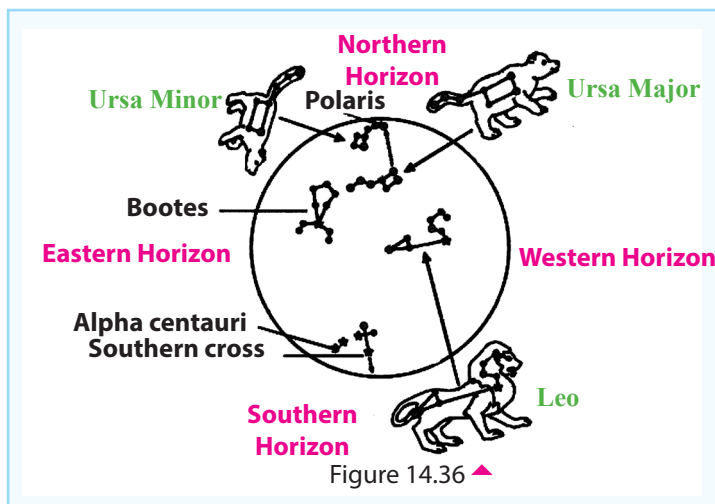 Northern
Horizon
Ursa Minor
Polaris
Ursa Major
Bootes
Eastern Horizon
Western Horizon
Alpha centauri
Southern cross
Leo
Southern
Horizon
Figure 14.36